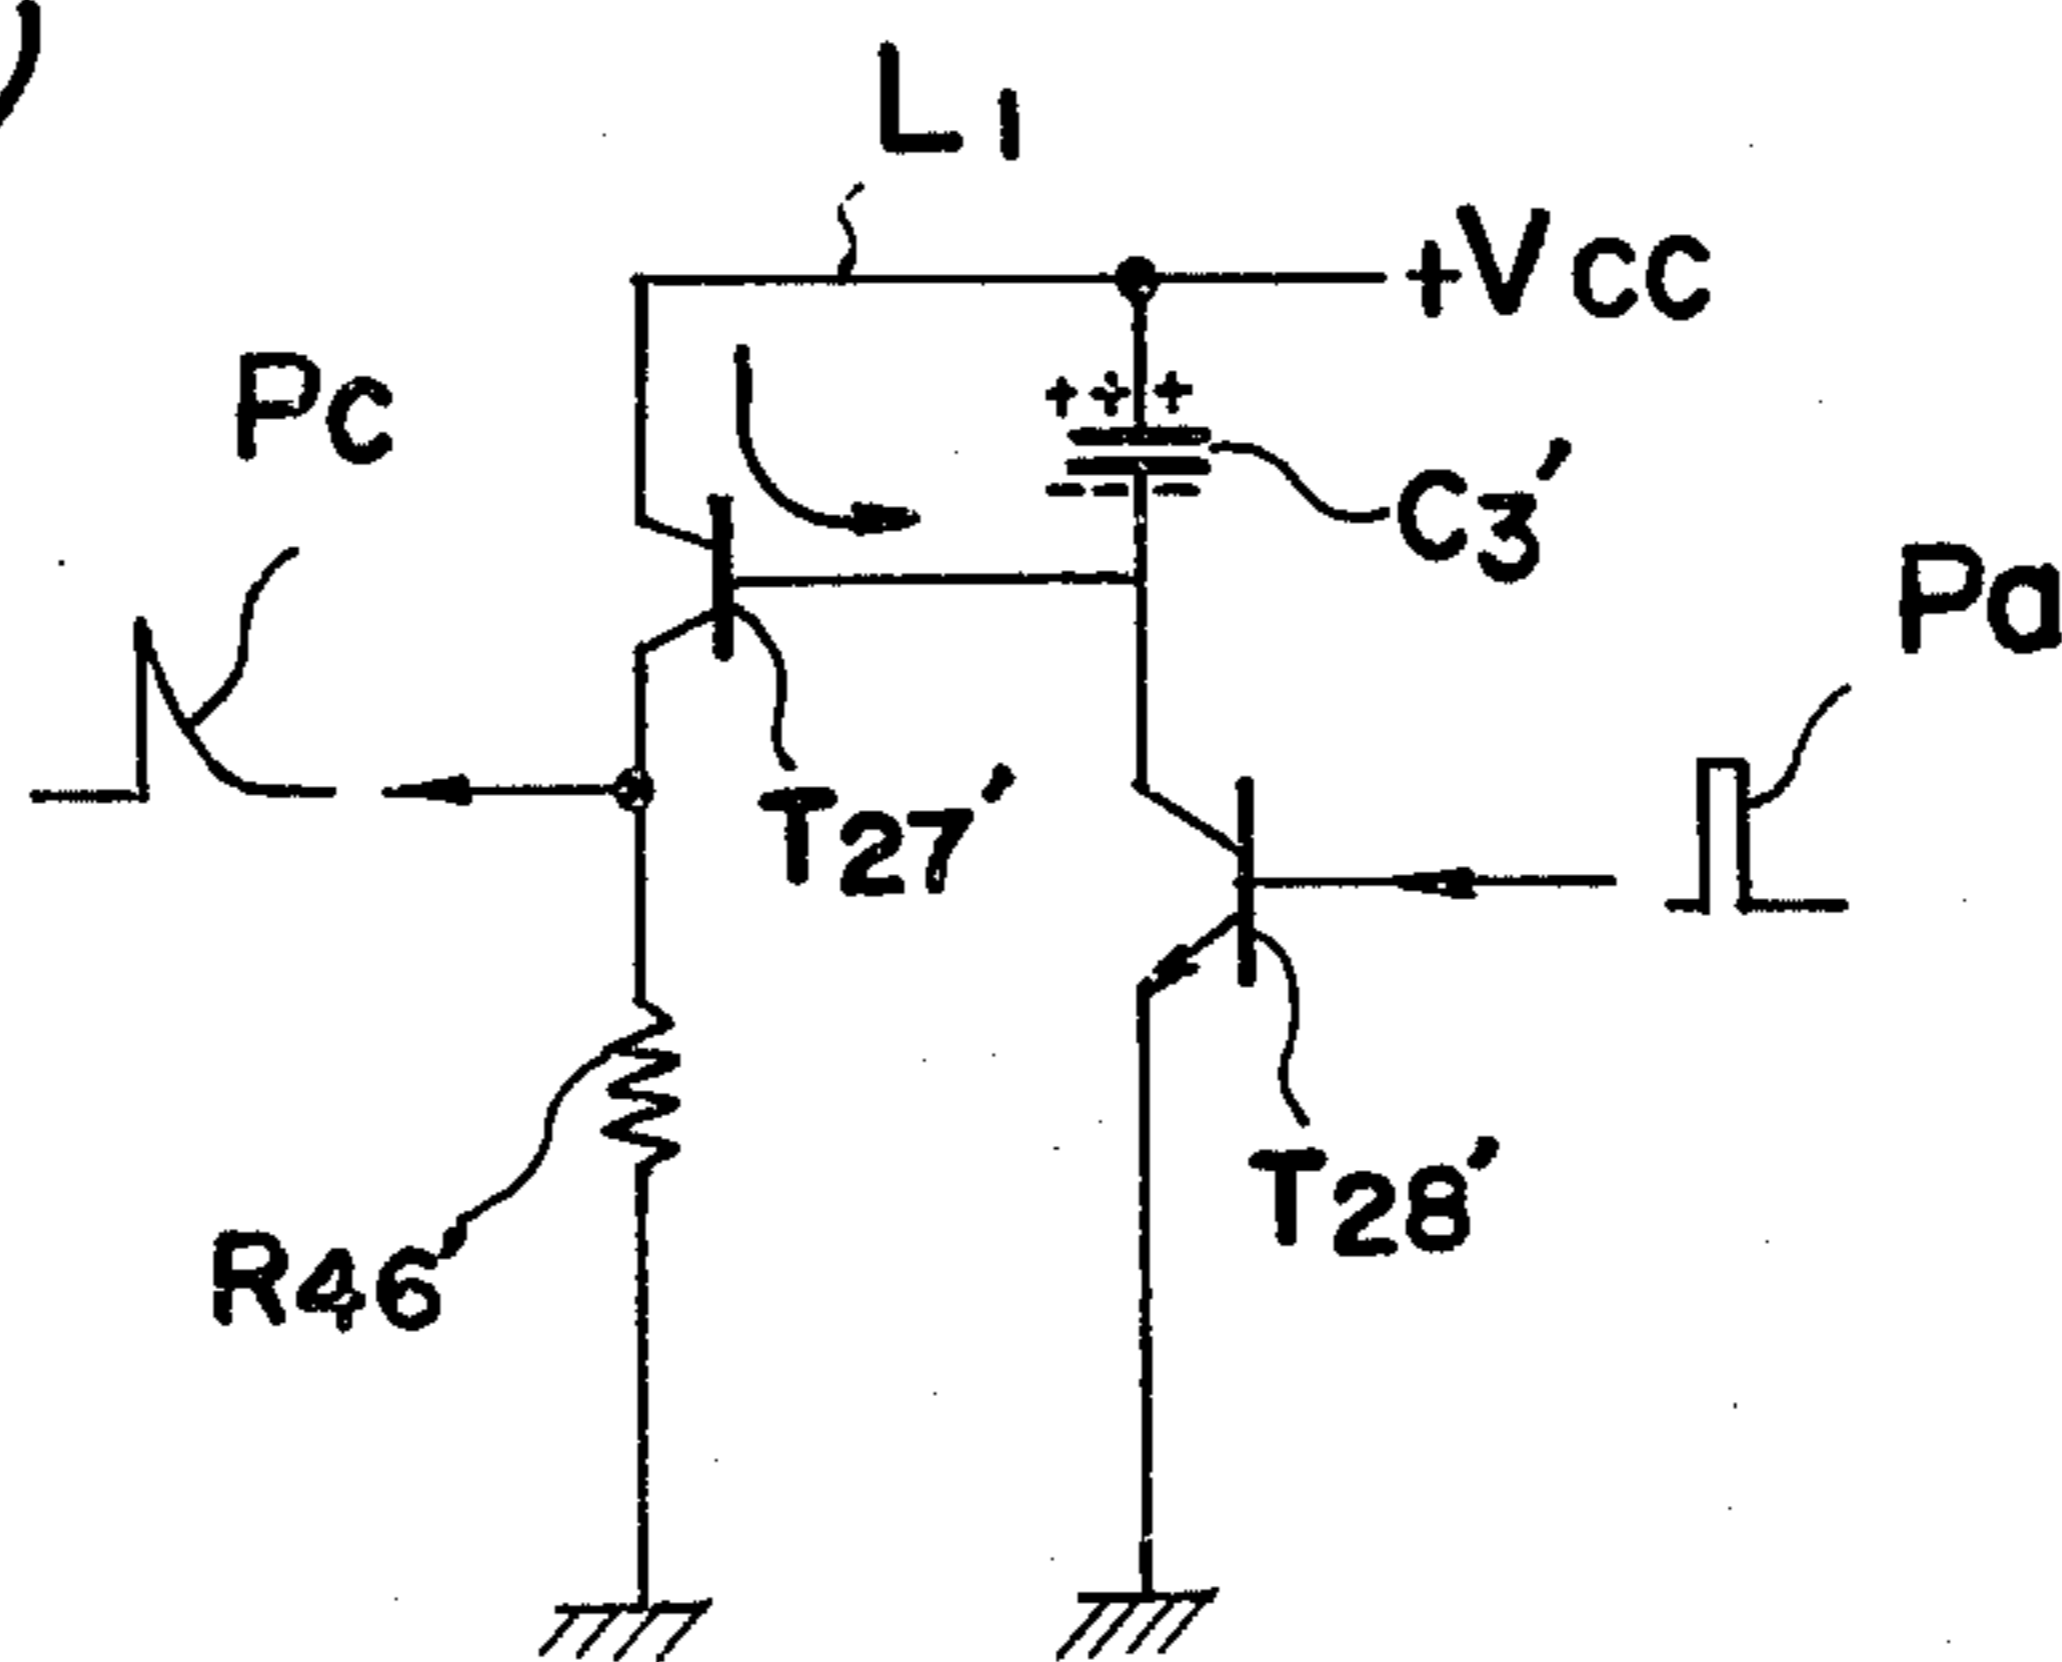 )
L1
+Vcc
Pc
+ + +
- - -
C3'
Pa
T27'
T28'
R46